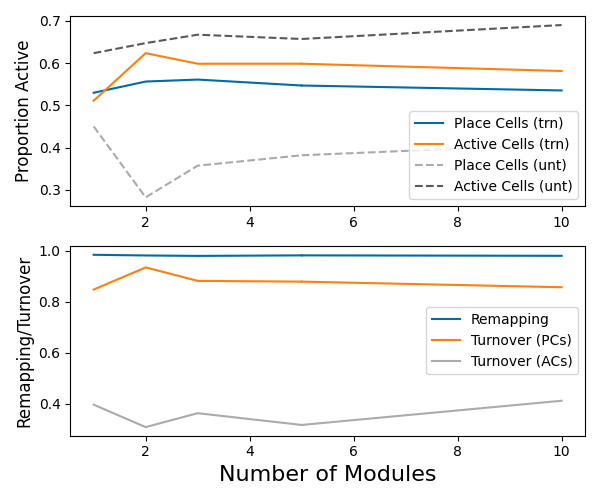 0.7
0.6
0.5
0.4
0.3
Proportion Active
Place Cells (trn)
Active Cells (trn)
Place Cells (unt)
Active Cells (unt)
2 4 6 8 10
1.0
0.8
0.6
0.4
Remapping/Turnover
Remapping
Turnover (PCs)
Turnover (ACs)
2 4 6 8 10
Number of Modules